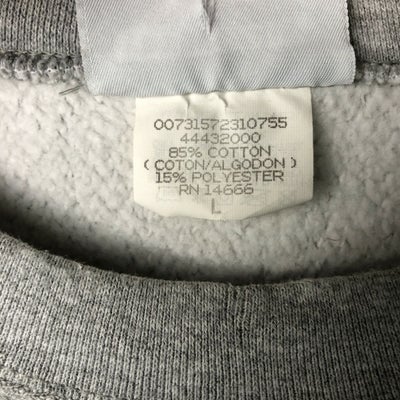 00731572310755
44432000
85% COTTON
( COTON/ALGODON )
15% POLYESTER
RN 14666
L